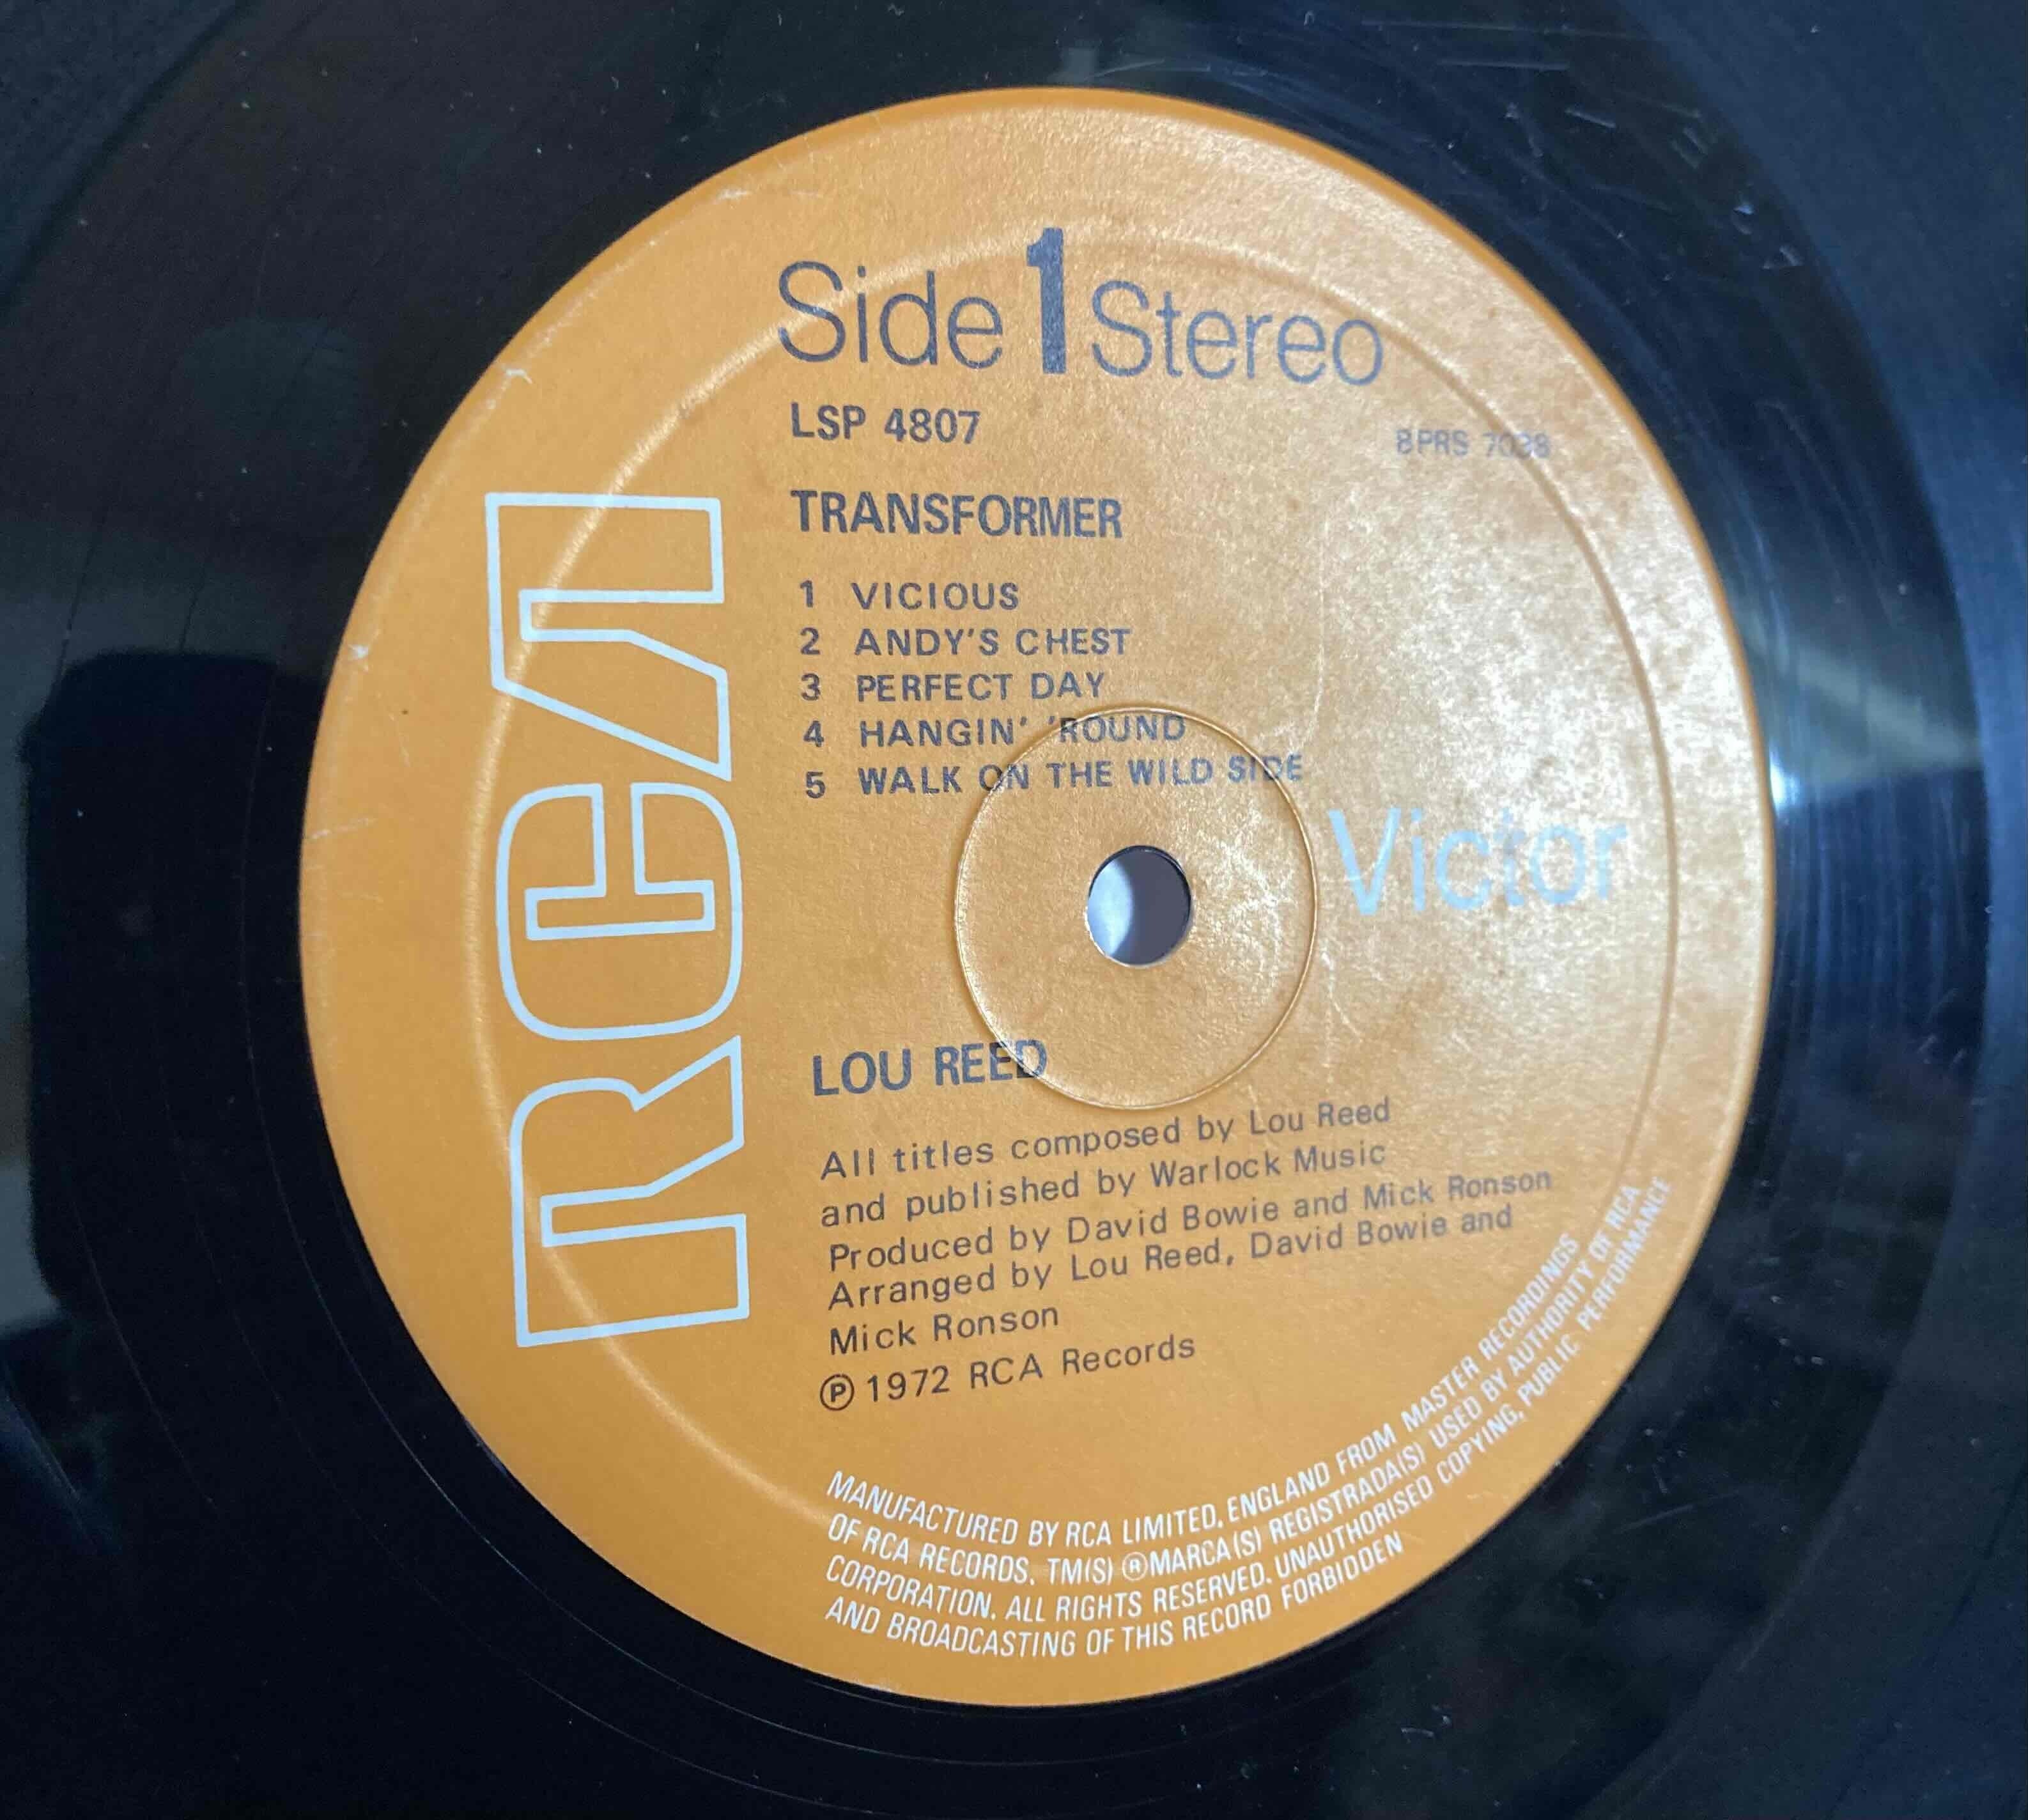 Side 1 Stereo
LSP 4807
8PRS 7038
TRANSFORMER
1 VICIOUS
2 ANDY'S CHEST
3 PERFECT DAY
4 HANGIN' 'ROUND
5 WALK ON THE WILD SIDE
RCA
Victor
LOU REED
All titles composed by Lou Reed
and published by Warlock Music
Produced by David Bowie and Mick Ronson
Arranged by Lou Reed, David Bowie and
Mick Ronson
℗ 1972 RCA Records
MANUFACTURED BY RCA LIMITED, ENGLAND FROM MASTER RECORDINGS
OF RCA RECORDS. TM(S) ® MARCA(S) REGISTRADA(S) USED BY AUTHORITY OF RCA
CORPORATION. ALL RIGHTS RESERVED. UNAUTHORISED COPYING, PUBLIC PERFORMANCE
AND BROADCASTING OF THIS RECORD FORBIDDEN